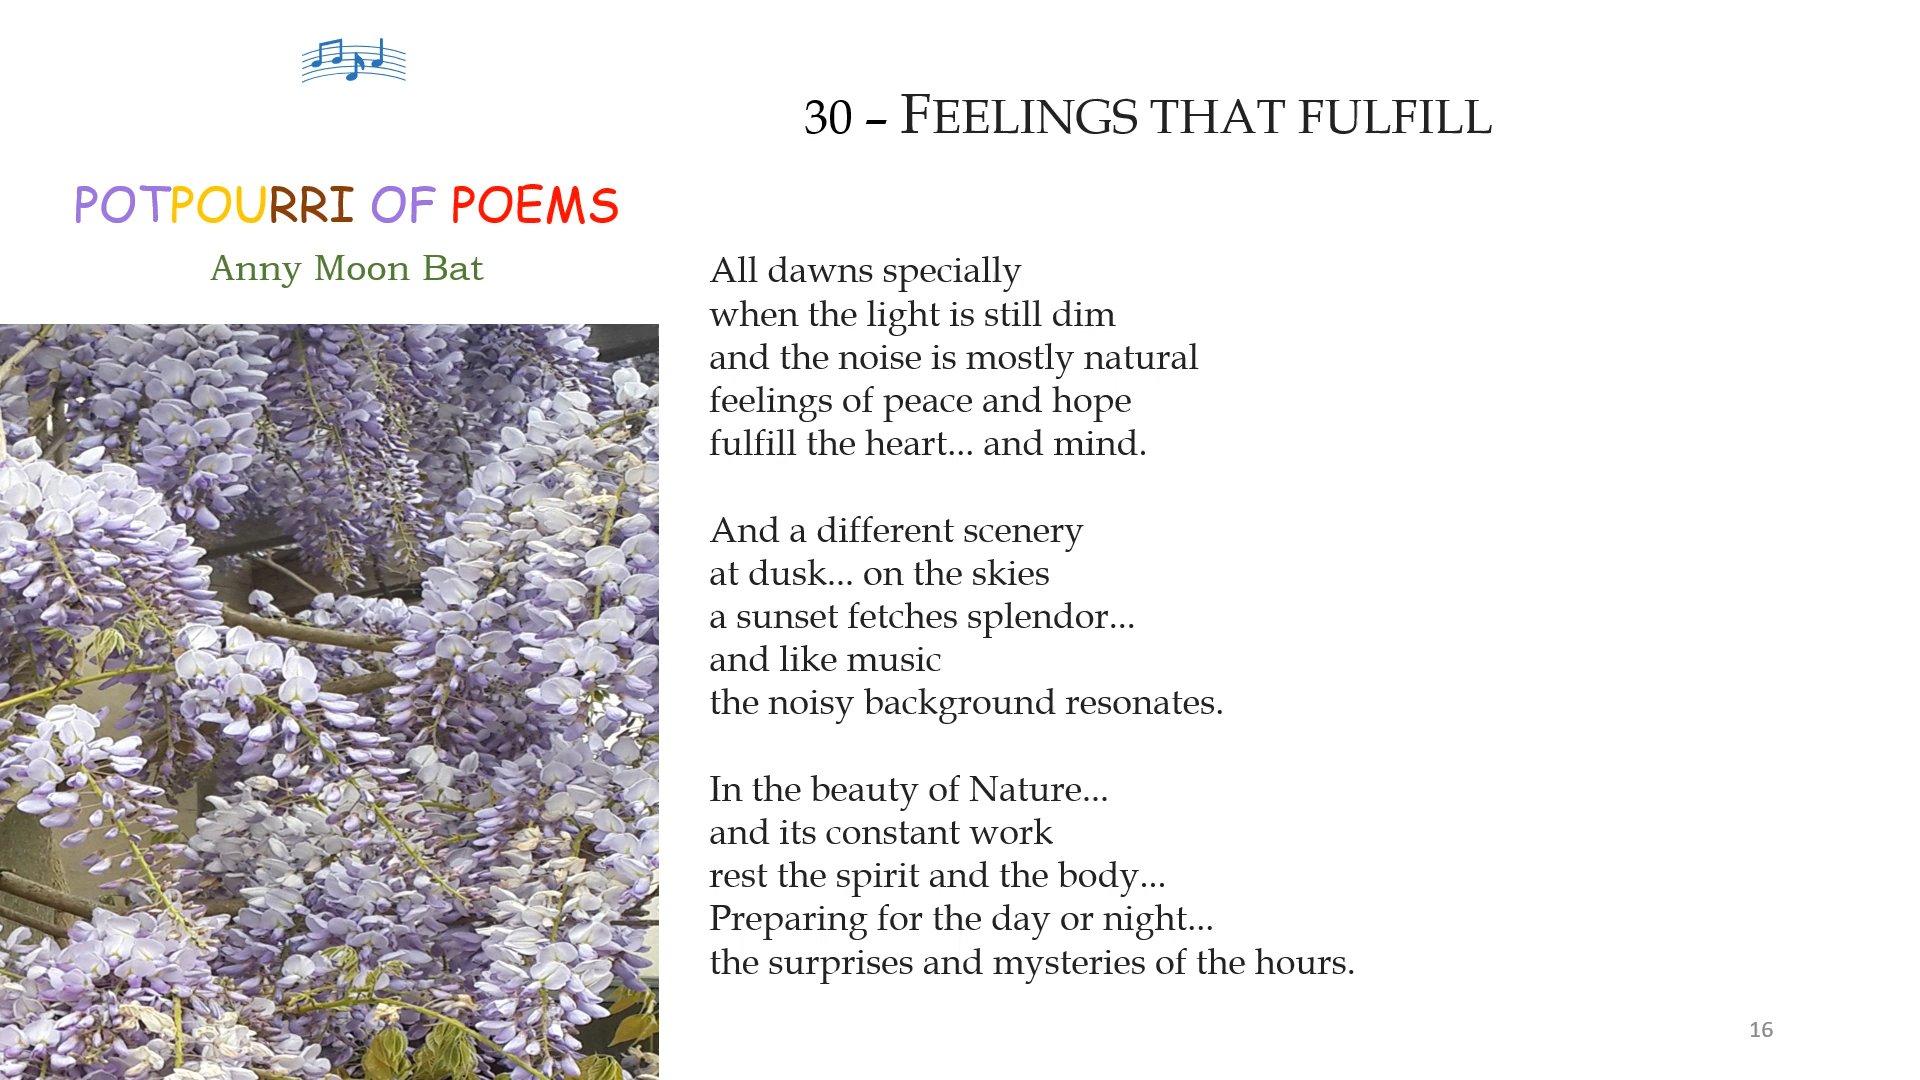 30 – FEELINGS THAT FULFILL
POTPOURRI OF POEMS
Anny Moon Bat
All dawns specially
when the light is still dim
and the noise is mostly natural
feelings of peace and hope
fulfill the heart... and mind.
And a different scenery
at dusk... on the skies
a sunset fetches splendor...
and like music
the noisy background resonates.
In the beauty of Nature...
and its constant work
rest the spirit and the body...
Preparing for the day or night...
the surprises and mysteries of the hours.
16